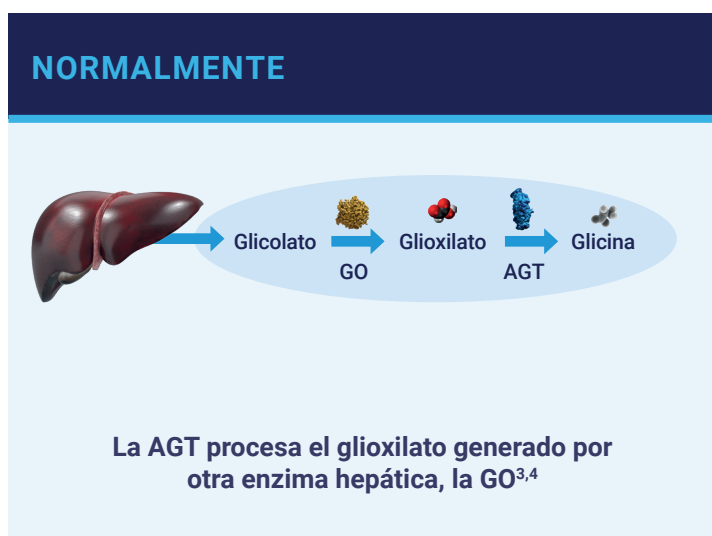 NORMALMENTE
Glicolato Glioxilato Glicina
GO AGT
La AGT procesa el glioxilato generado por
otra enzima hepática, la GO3,4